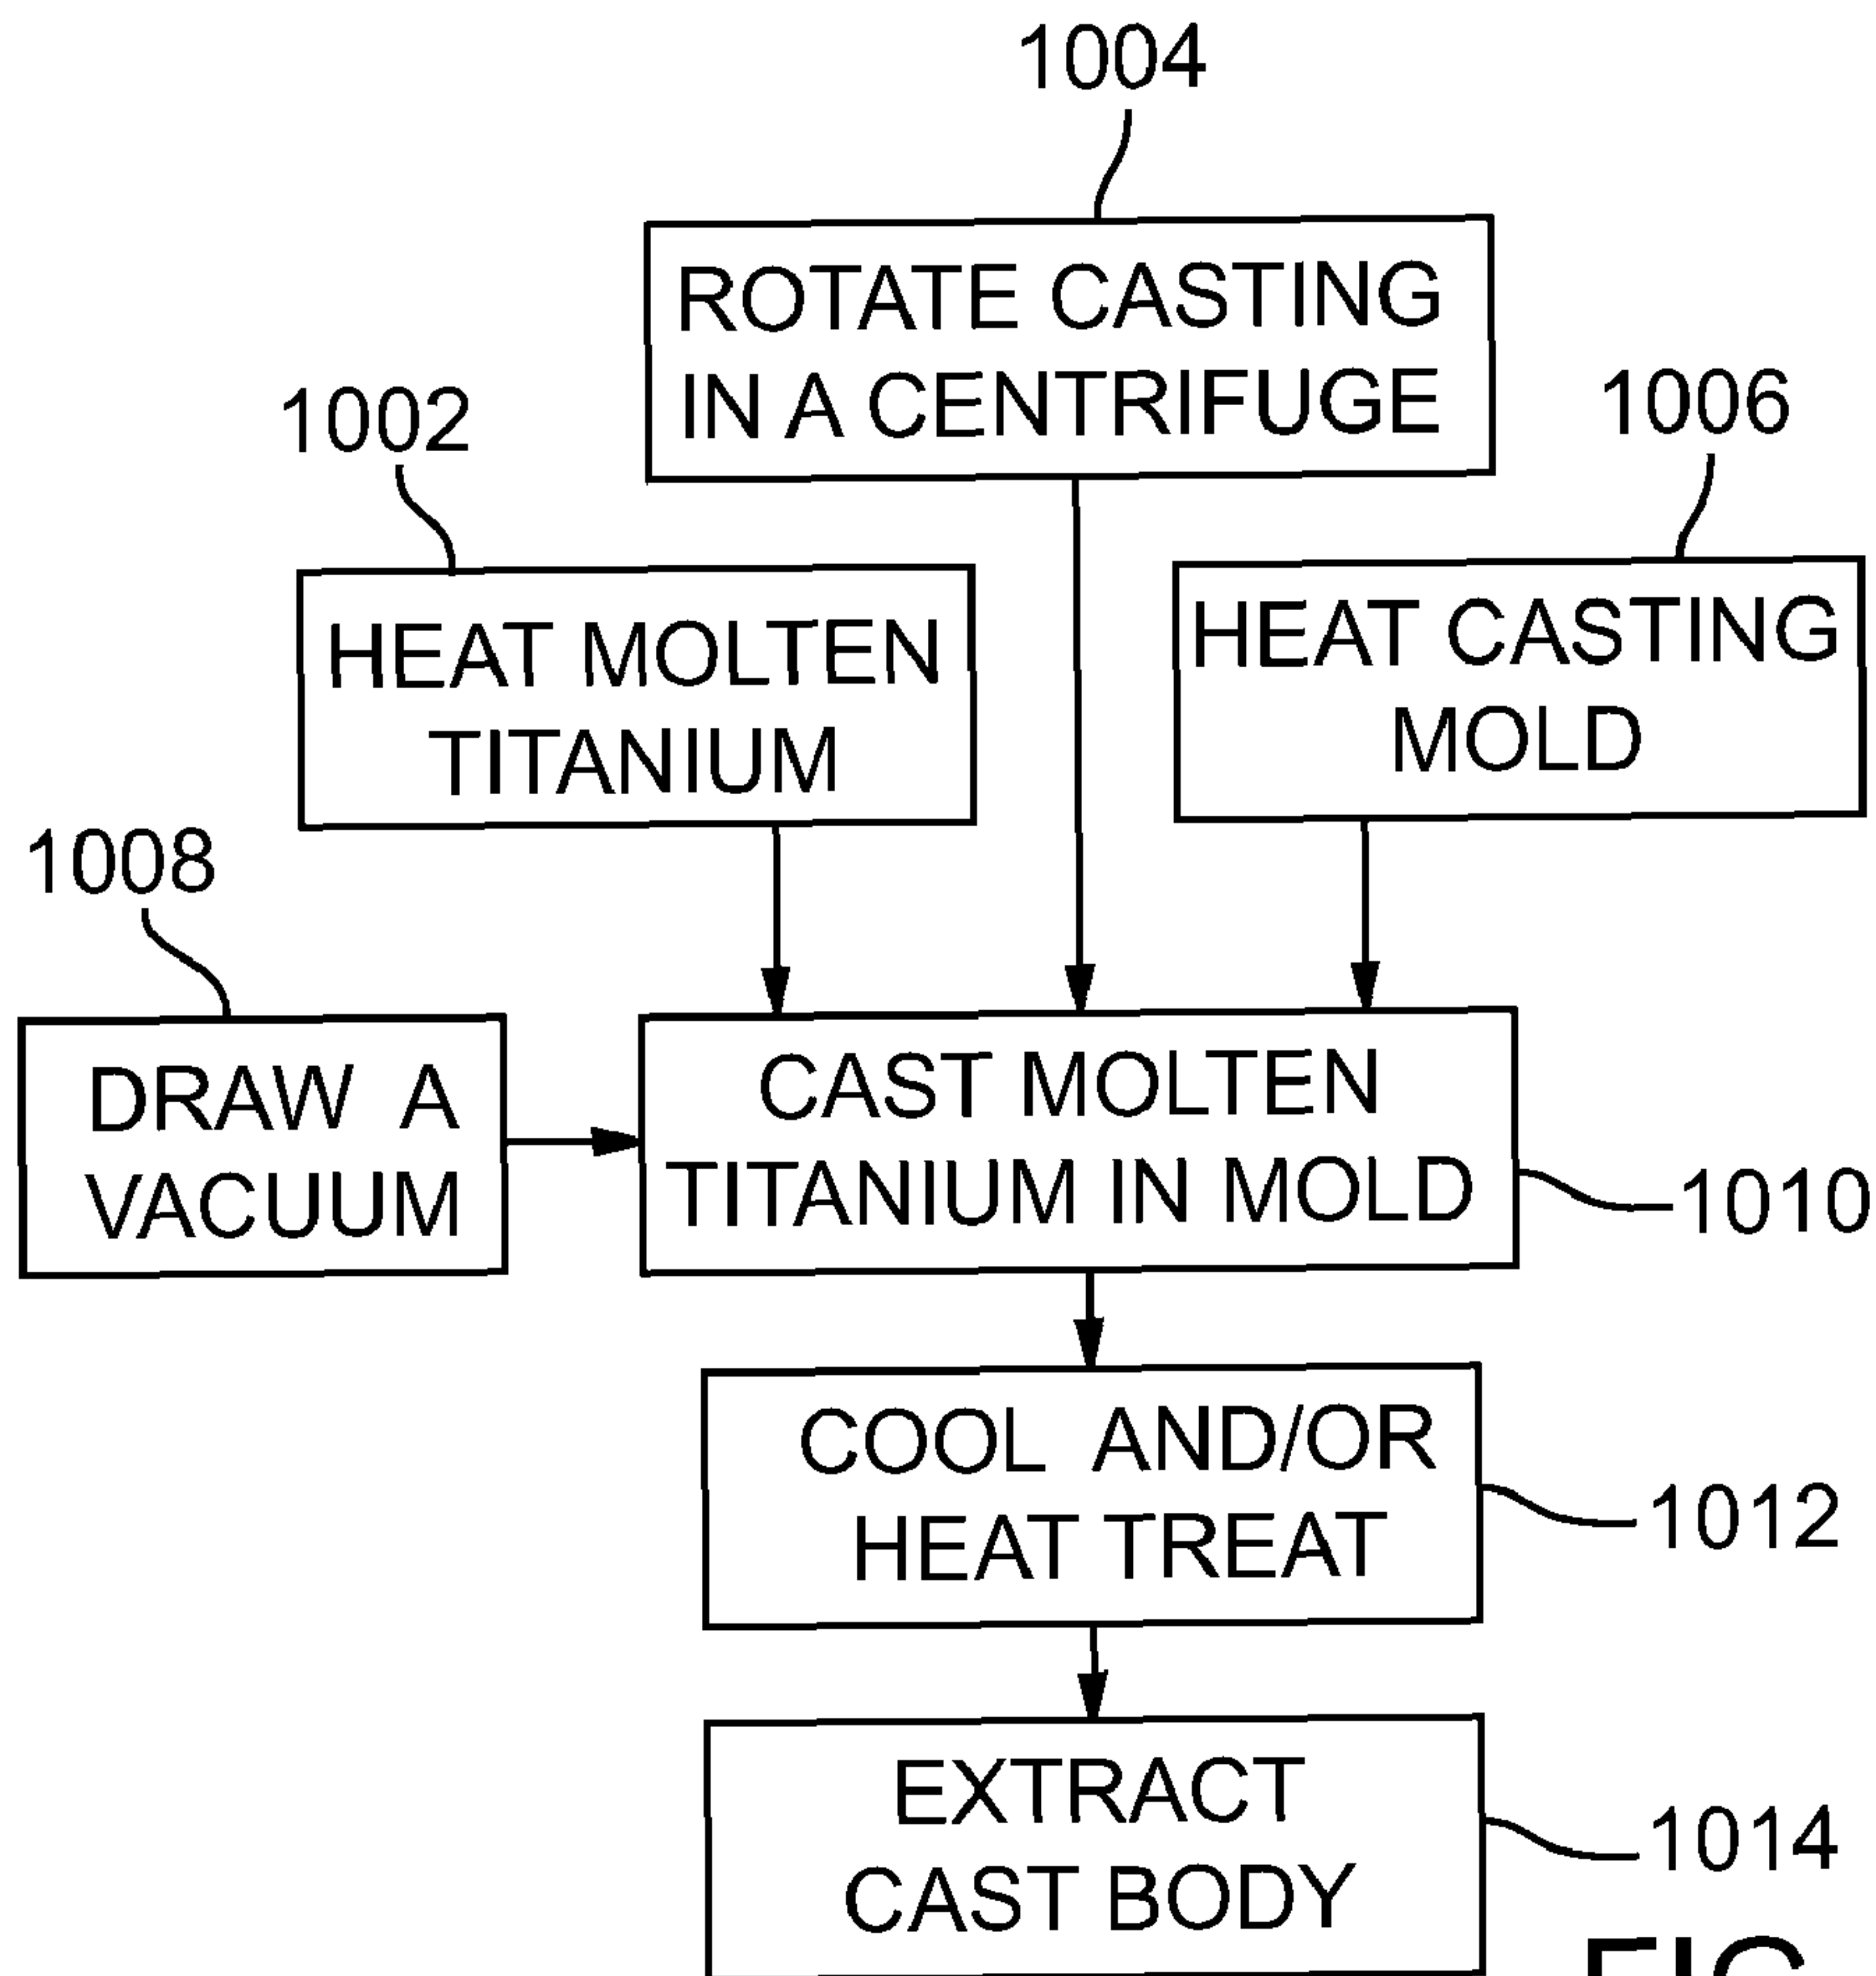 1004
ROTATE CASTING
IN A CENTRIFUGE
1002
1006
HEAT MOLTEN
TITANIUM
HEAT CASTING
MOLD
1008
DRAW A
VACUUM
CAST MOLTEN
TITANIUM IN MOLD
1010
COOL AND/OR
HEAT TREAT
1012
EXTRACT
CAST BODY
1014